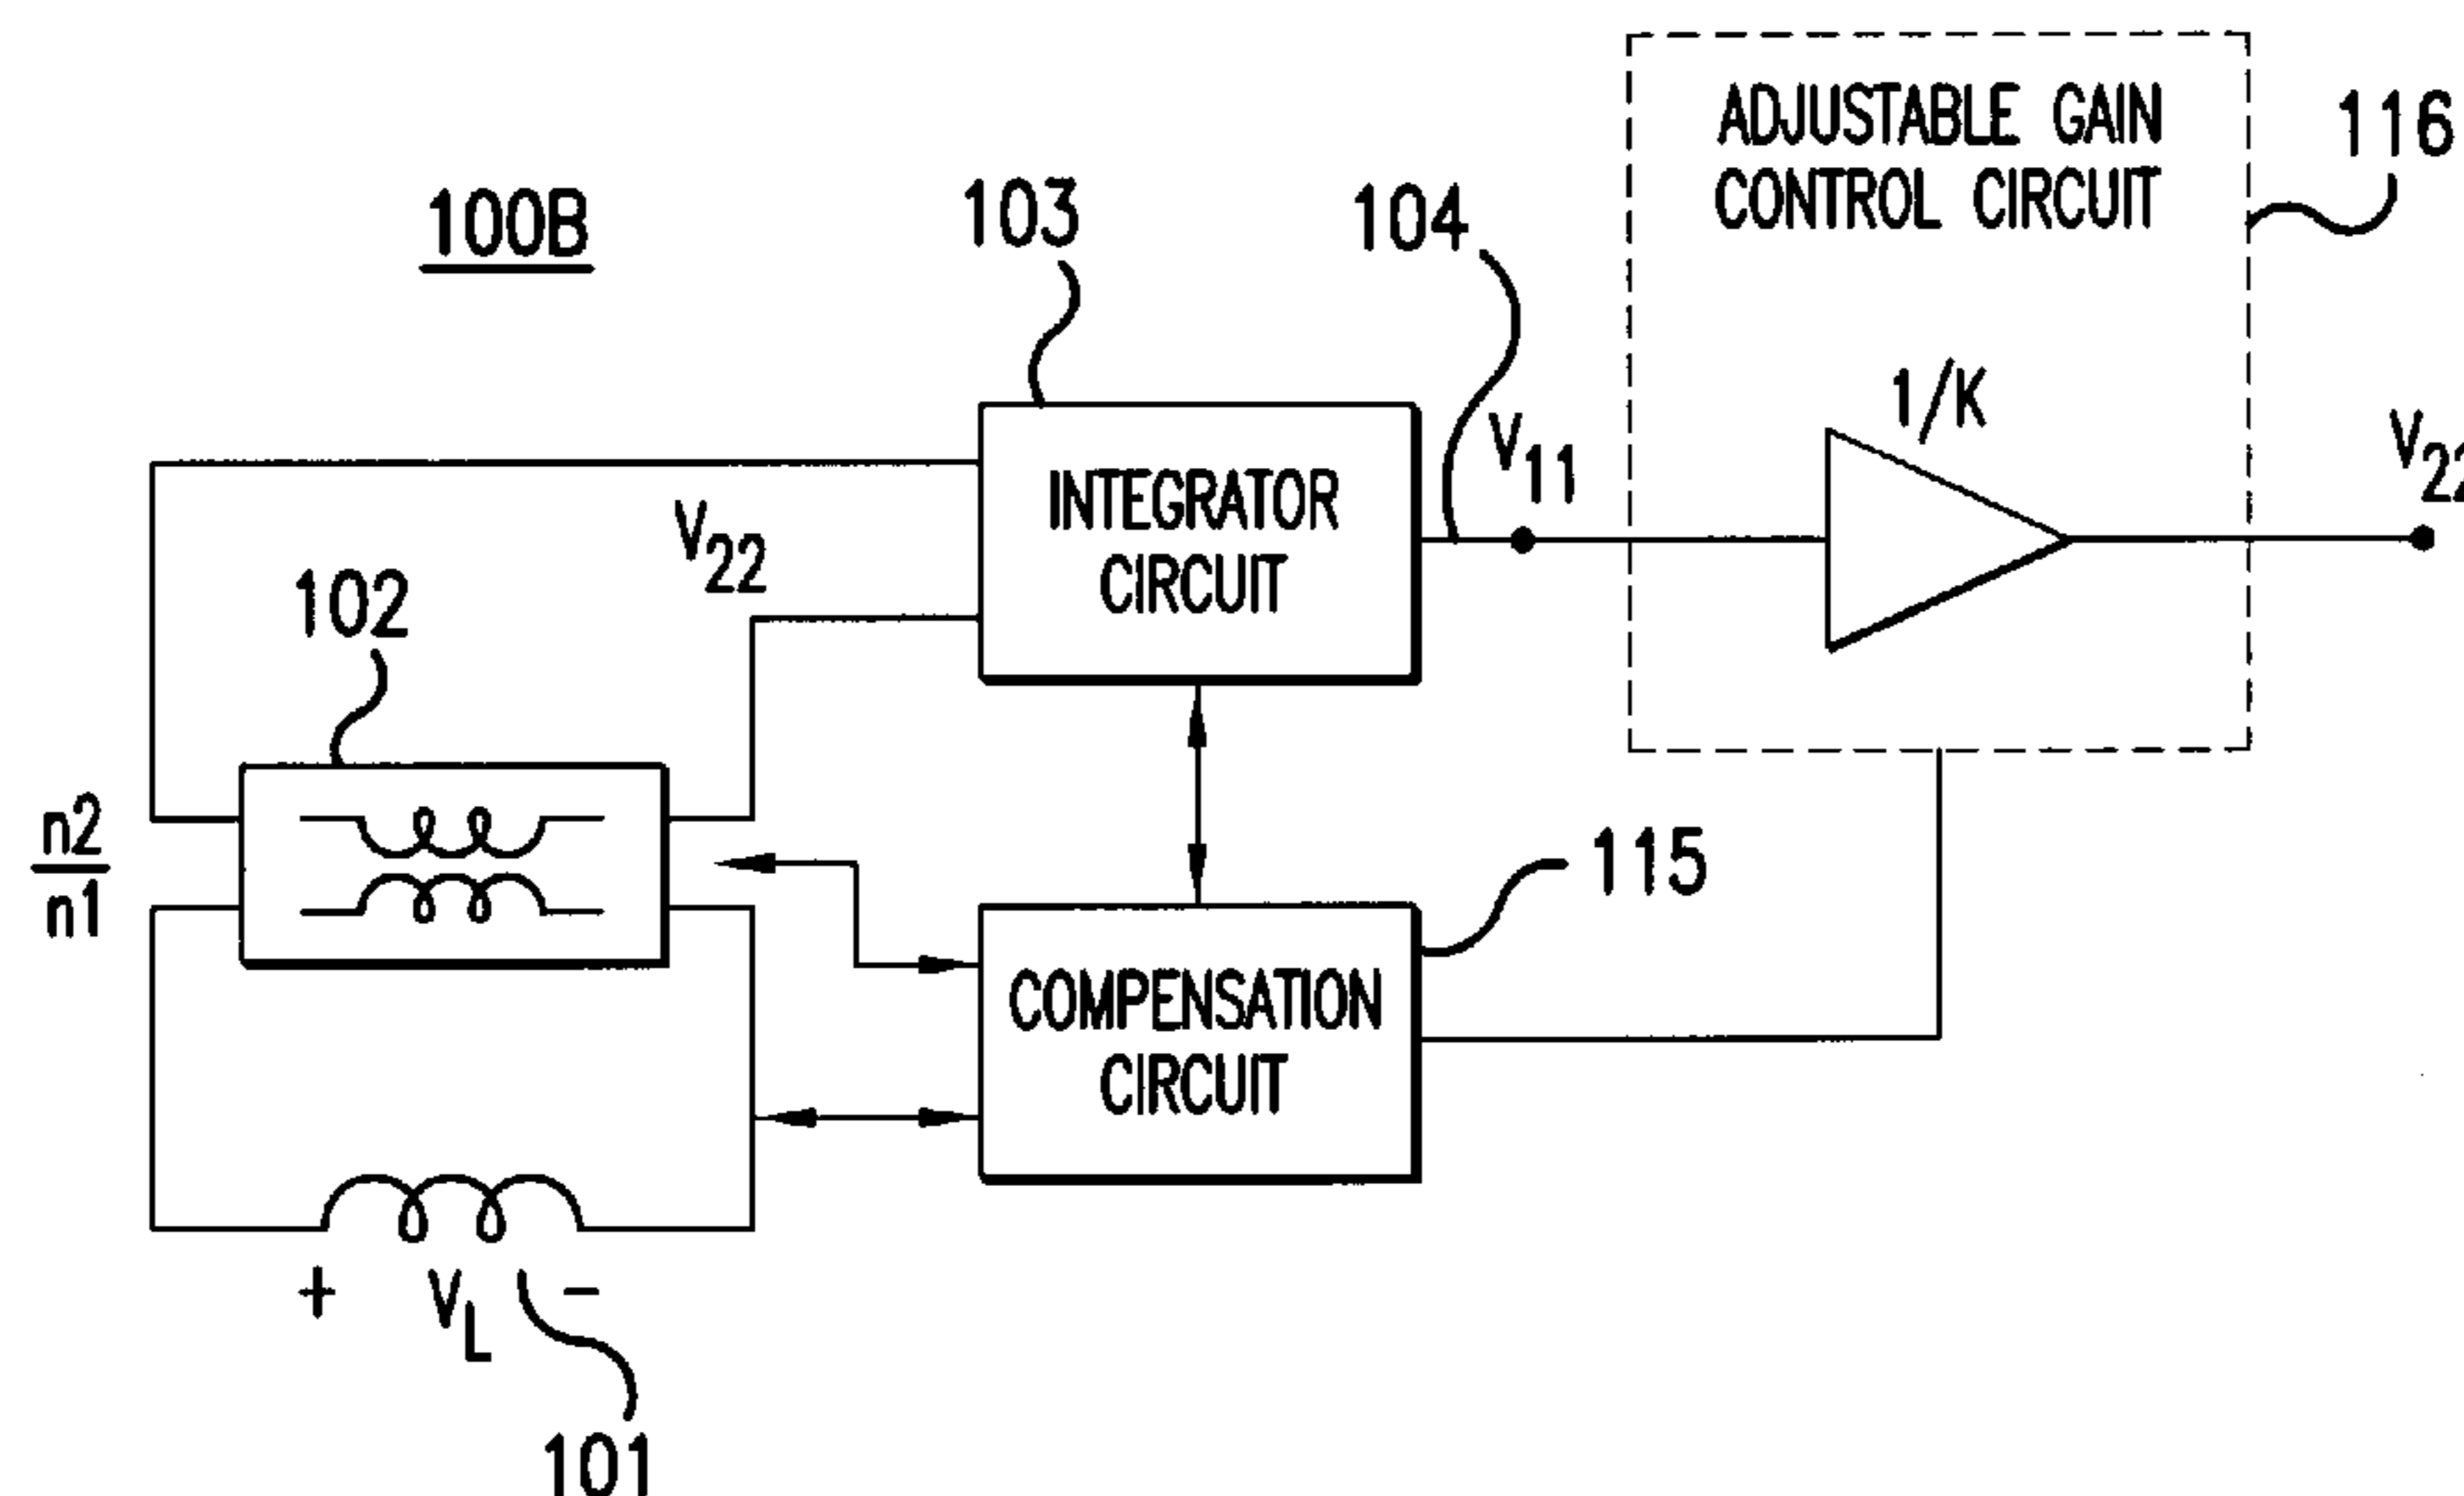 ADJUSTABLE GAIN
CONTROL CIRCUIT
116
100B
103
104
1/K
V11
V22
INTEGRATOR
CIRCUIT
V22
102
n2
n1
115
COMPENSATION
CIRCUIT
+ VL -
101